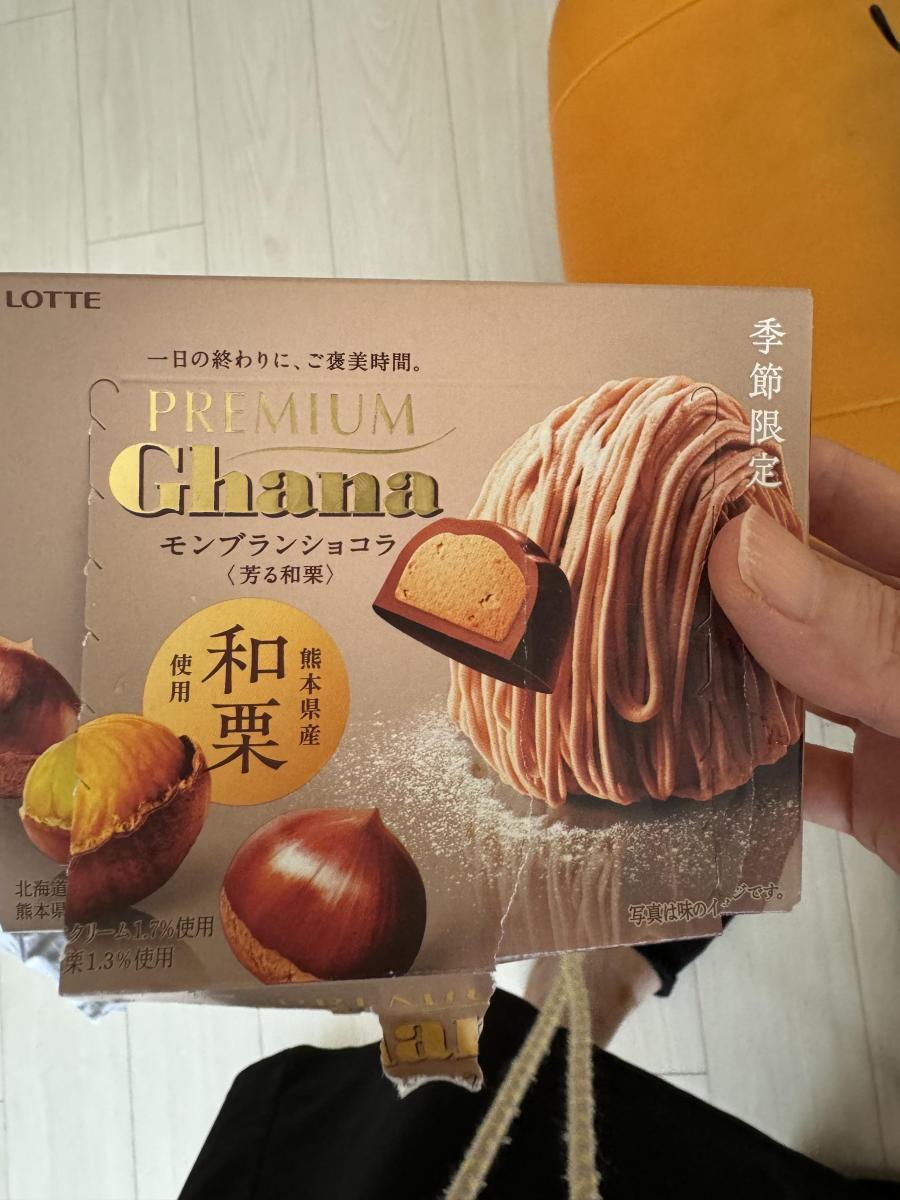 LOTTE
一日の終わりに、ご褒美時間。
PREMIUM
Ghana
モンブランショコラ
〈芳る和栗〉
季節限定
熊本県産
和栗
使用
北海道
クリーム1.7%使用
熊本県
栗1.3%使用
写真は味のイ
ジです。